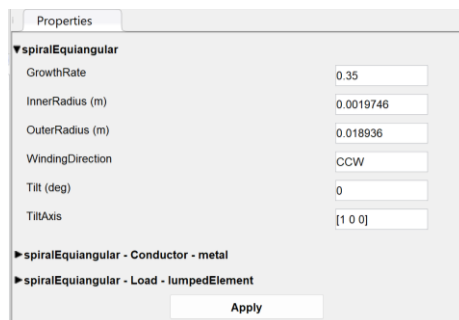 Properties
▼spiralEquiangular
GrowthRate 0.35
InnerRadius (m) 0.0019746
OuterRadius (m) 0.018936
WindingDirection CCW
Tilt (deg) 0
TiltAxis [1 0 0]
►spiralEquiangular - Conductor - metal
►spiralEquiangular - Load - lumpedElement
Apply